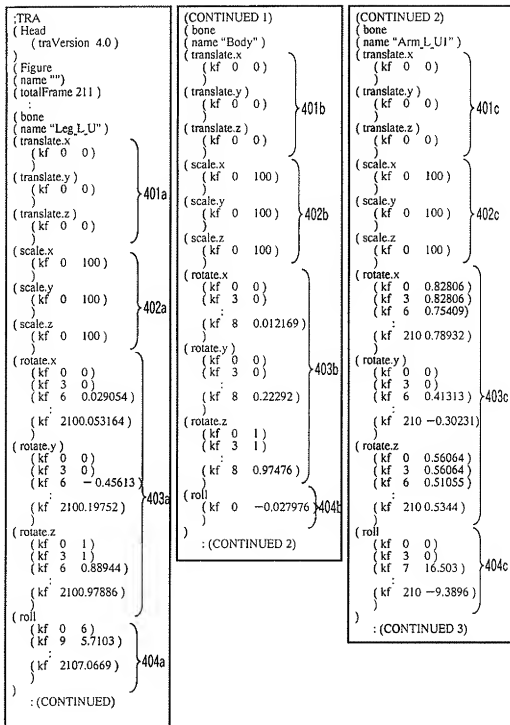 ;TRA
( Head
( traVersion 4.0 )
)
( Figure
( name "")
( totalFrame 211 )
:
( bone
( name "Leg_L_U" )
( translate.x
( kf 0 0 )
)
( translate.y )
( kf 0 0 )
)
( translate.z )
( kf 0 0 )
)
401a
( scale.x
( kf 0 100 )
)
( scale.y
( kf 0 100 )
)
( scale.z
( kf 0 100 )
)
402a
( rotate.x
( kf 0 0 )
( kf 3 0 )
( kf 6 0.029054 )
:
( kf 2100.053164 )
)
( rotate.y )
( kf 0 0 )
( kf 3 0 )
( kf 6 −0.45613 )
:
( kf 2100.19752 )
)
( rotate.z
( kf 0 1 )
( kf 3 1 )
( kf 6 0.88944 )
:
( kf 2100.97886 )
)
403a
( roll
( kf 0 6 )
( kf 9 5.7103 )
:
( kf 2107.0669 )
)
404a
)
: (CONTINUED)
(CONTINUED 1)
( bone
( name "Body" )
( translate.x
( kf 0 0 )
)
( translate.y )
( kf 0 0 )
)
( translate.z )
( kf 0 0 )
)
401b
( scale.x
( kf 0 100 )
)
( scale.y
( kf 0 100 )
)
( scale.z
( kf 0 100 )
)
402b
( rotate.x
( kf 0 0 )
( kf 3 0 )
:
( kf 8 0.012169 )
)
( rotate.y )
( kf 0 0 )
( kf 3 0 )
:
( kf 8 0.22292 )
)
( rotate.z
( kf 0 1 )
( kf 3 1 )
:
( kf 8 0.97476 )
)
403b
( roll
( kf 0 −0.027976 )
)
404b
)
: (CONTINUED 2)
(CONTINUED 2)
( bone
( name "Arm_L_U1" )
( translate.x
( kf 0 0 )
)
( translate.y )
( kf 0 0 )
)
( translate.z )
( kf 0 0 )
)
401c
( scale.x
( kf 0 100 )
)
( scale.y
( kf 0 100 )
)
( scale.z
( kf 0 100 )
)
402c
( rotate.x
( kf 0 0.82806 )
( kf 3 0.82806 )
( kf 6 0.75409 )
:
( kf 210 0.78932 )
)
( rotate.y )
( kf 0 0 )
( kf 3 0 )
( kf 6 0.41313 )
:
( kf 210 −0.30231 )
)
( rotate.z
( kf 0 0.56064 )
( kf 3 0.56064 )
( kf 6 0.51055 )
:
( kf 210 0.5344 )
)
403c
( roll
( kf 0 0 )
( kf 3 0 )
( kf 7 16.503 )
:
( kf 210 −9.3896 )
)
404c
)
: (CONTINUED 3)